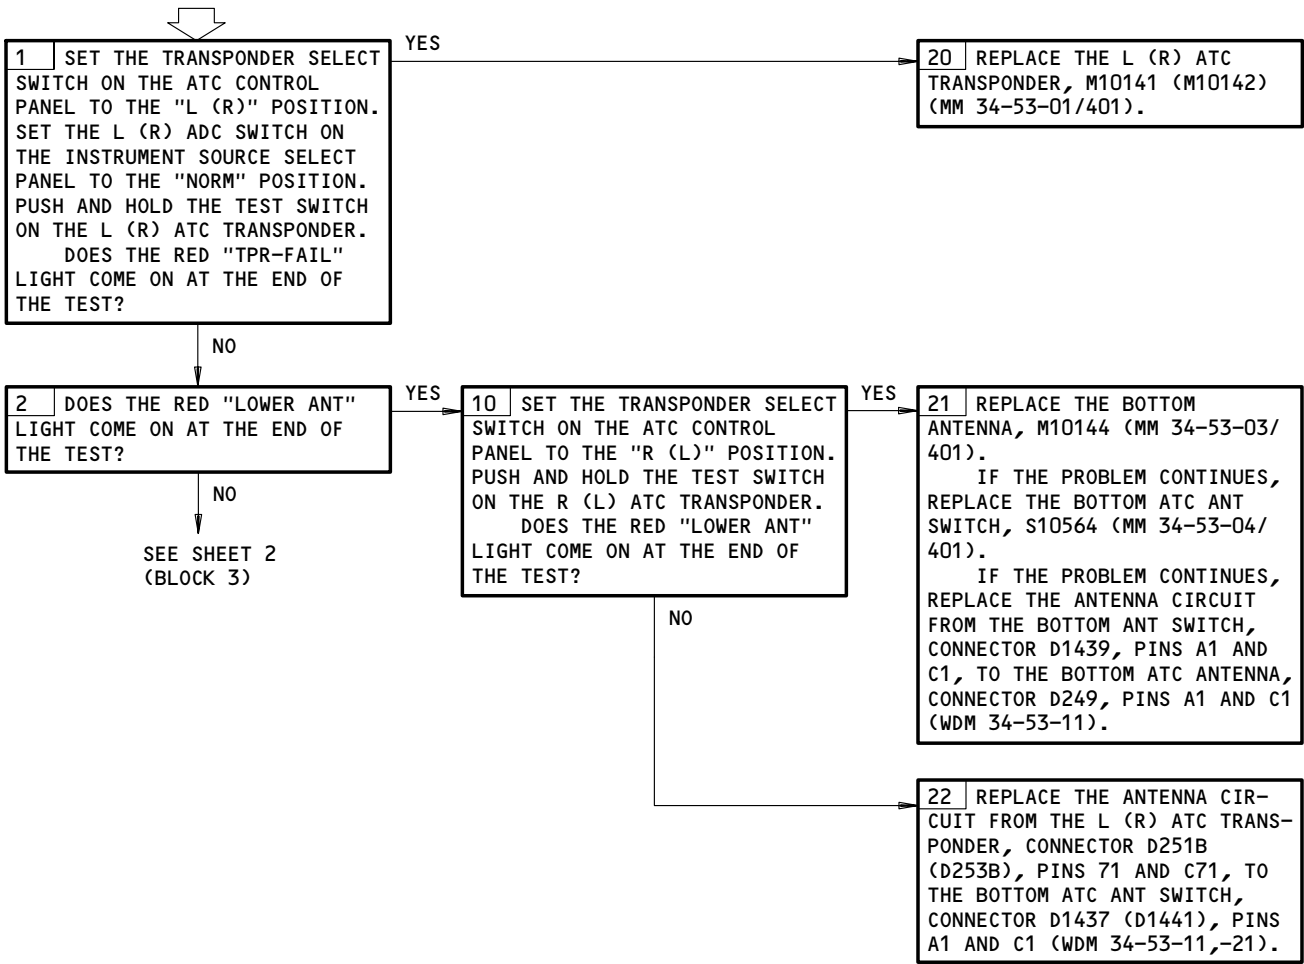 1 SET THE TRANSPONDER SELECT
SWITCH ON THE ATC CONTROL
PANEL TO THE "L (R)" POSITION.
SET THE L (R) ADC SWITCH ON
THE INSTRUMENT SOURCE SELECT
PANEL TO THE "NORM" POSITION.
PUSH AND HOLD THE TEST SWITCH
ON THE L (R) ATC TRANSPONDER.
DOES THE RED "TPR-FAIL"
LIGHT COME ON AT THE END OF
THE TEST?
YES
20 REPLACE THE L (R) ATC
TRANSPONDER, M10141 (M10142)
(MM 34-53-01/401).
NO
2 DOES THE RED "LOWER ANT"
LIGHT COME ON AT THE END OF
THE TEST?
YES
NO
SEE SHEET 2
(BLOCK 3)
10 SET THE TRANSPONDER SELECT
SWITCH ON THE ATC CONTROL
PANEL TO THE "R (L)" POSITION.
PUSH AND HOLD THE TEST SWITCH
ON THE R (L) ATC TRANSPONDER.
DOES THE RED "LOWER ANT"
LIGHT COME ON AT THE END OF
THE TEST?
YES
NO
21 REPLACE THE BOTTOM
ANTENNA, M10144 (MM 34-53-03/
401).
IF THE PROBLEM CONTINUES,
REPLACE THE BOTTOM ATC ANT
SWITCH, S10564 (MM 34-53-04/
401).
IF THE PROBLEM CONTINUES,
REPLACE THE ANTENNA CIRCUIT
FROM THE BOTTOM ANT SWITCH,
CONNECTOR D1439, PINS A1 AND
C1, TO THE BOTTOM ATC ANTENNA,
CONNECTOR D249, PINS A1 AND C1
(WDM 34-53-11).
22 REPLACE THE ANTENNA CIR-
CUIT FROM THE L (R) ATC TRANS-
PONDER, CONNECTOR D251B
(D253B), PINS 71 AND C71, TO
THE BOTTOM ATC ANT SWITCH,
CONNECTOR D1437 (D1441), PINS
A1 AND C1 (WDM 34-53-11,-21).